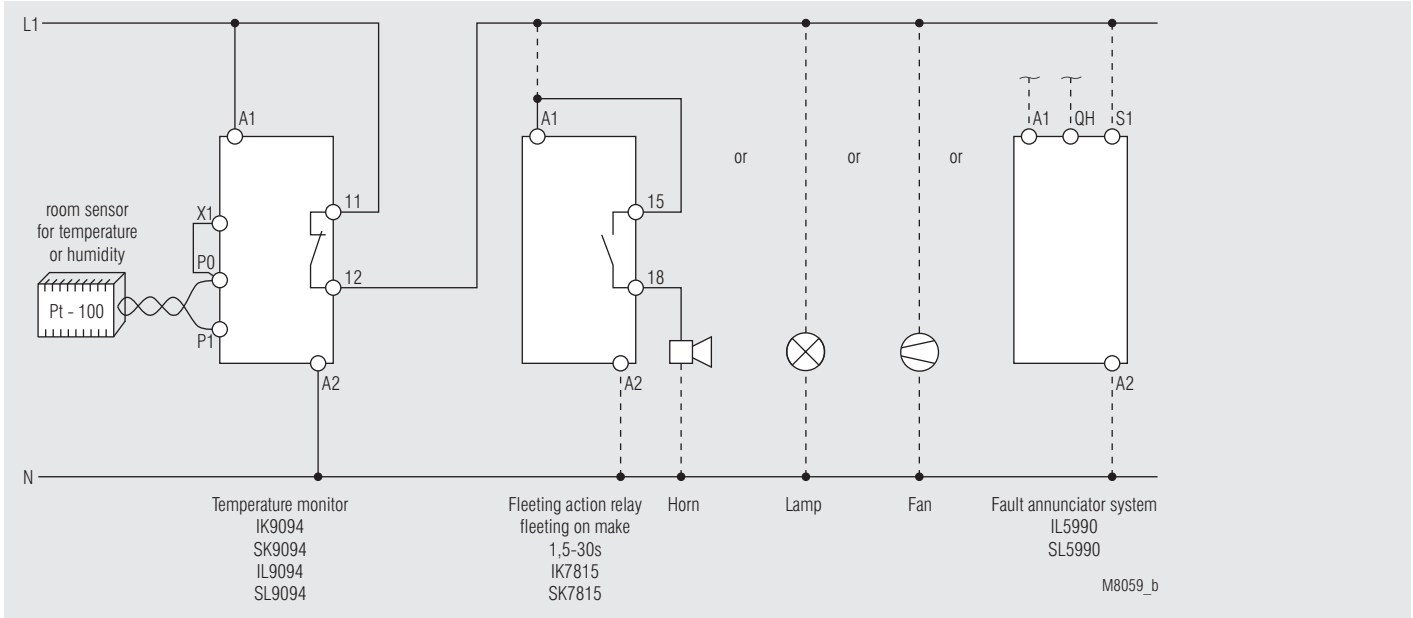 L1
A1
X1
P0
P1
11
12
A2
room sensor
for temperature
or humidity
Pt - 100
A1
15
18
A2
or
or
or
A1
QH
S1
A2
N
Temperature monitor
IK9094
SK9094
IL9094
SL9094
Fleeting action relay
fleeting on make
1,5-30s
IK7815
SK7815
Horn
Lamp
Fan
Fault annunciator system
IL5990
SL5990
M8059_b